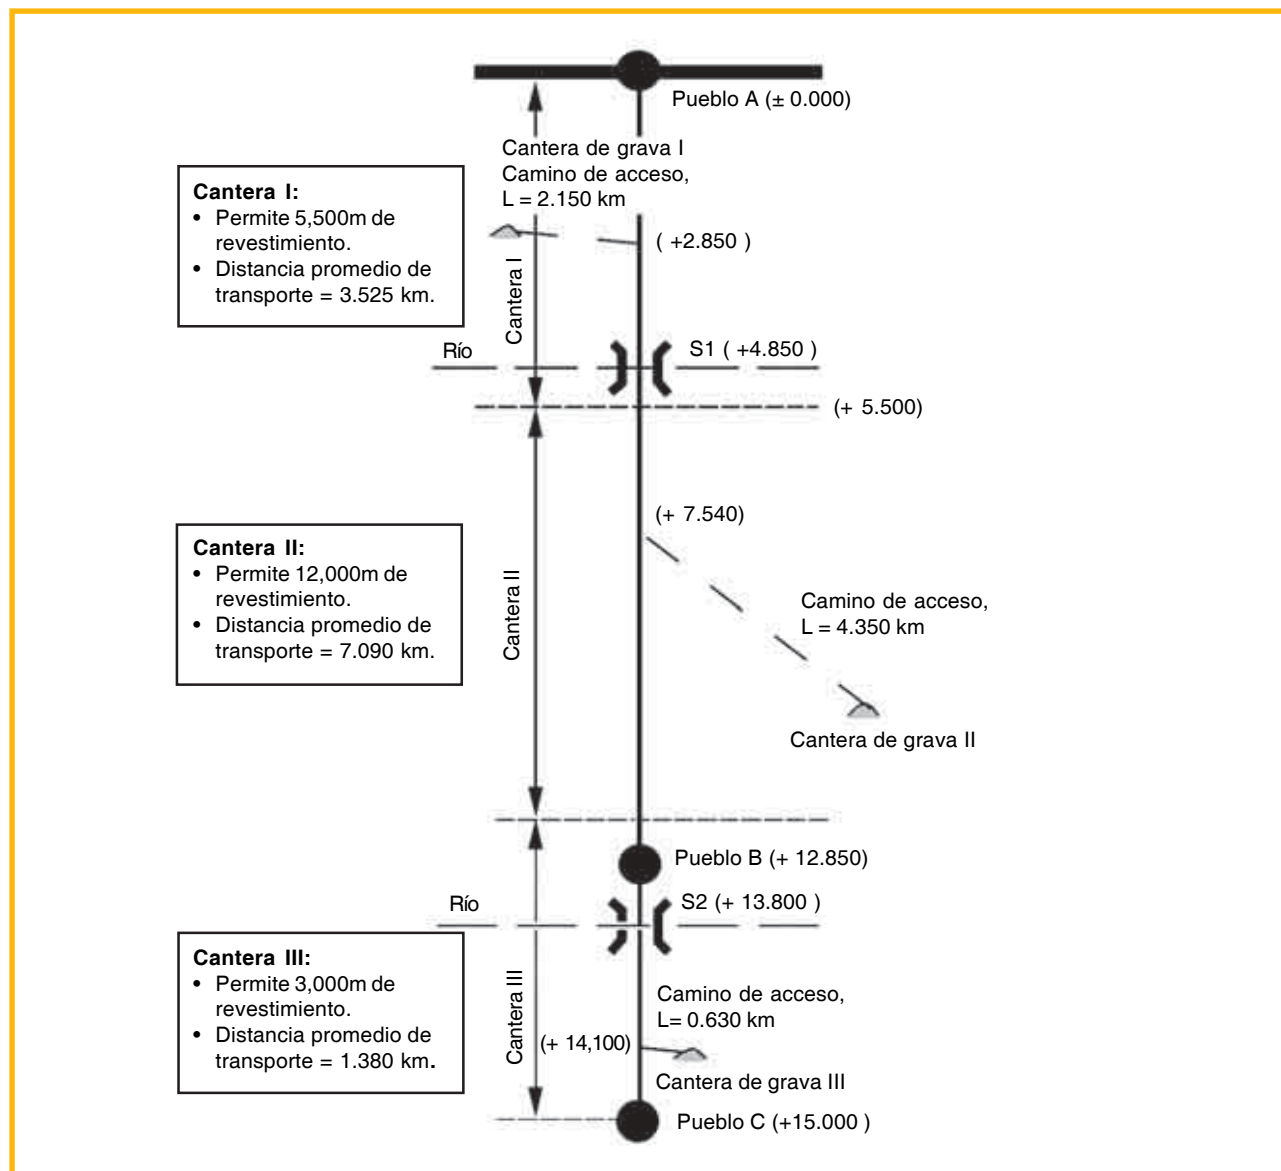 Pueblo A (± 0.000)
Cantera de grava I
Camino de acceso,
L = 2.150 km
Cantera I:
• Permite 5,500m de
revestimiento.
• Distancia promedio de
transporte = 3.525 km.
( +2.850 )
Cantera I
Río
S1 ( +4.850 )
(+ 5.500)
(+ 7.540)
Cantera II:
• Permite 12,000m de
revestimiento.
• Distancia promedio de
transporte = 7.090 km.
Cantera II
Camino de acceso,
L = 4.350 km
Cantera de grava II
Pueblo B (+ 12.850)
Río
S2 (+ 13.800 )
Cantera III:
• Permite 3,000m de
revestimiento.
• Distancia promedio de
transporte = 1.380 km.
Cantera III
Camino de acceso,
L= 0.630 km
(+ 14,100)
Cantera de grava III
Pueblo C (+15.000 )